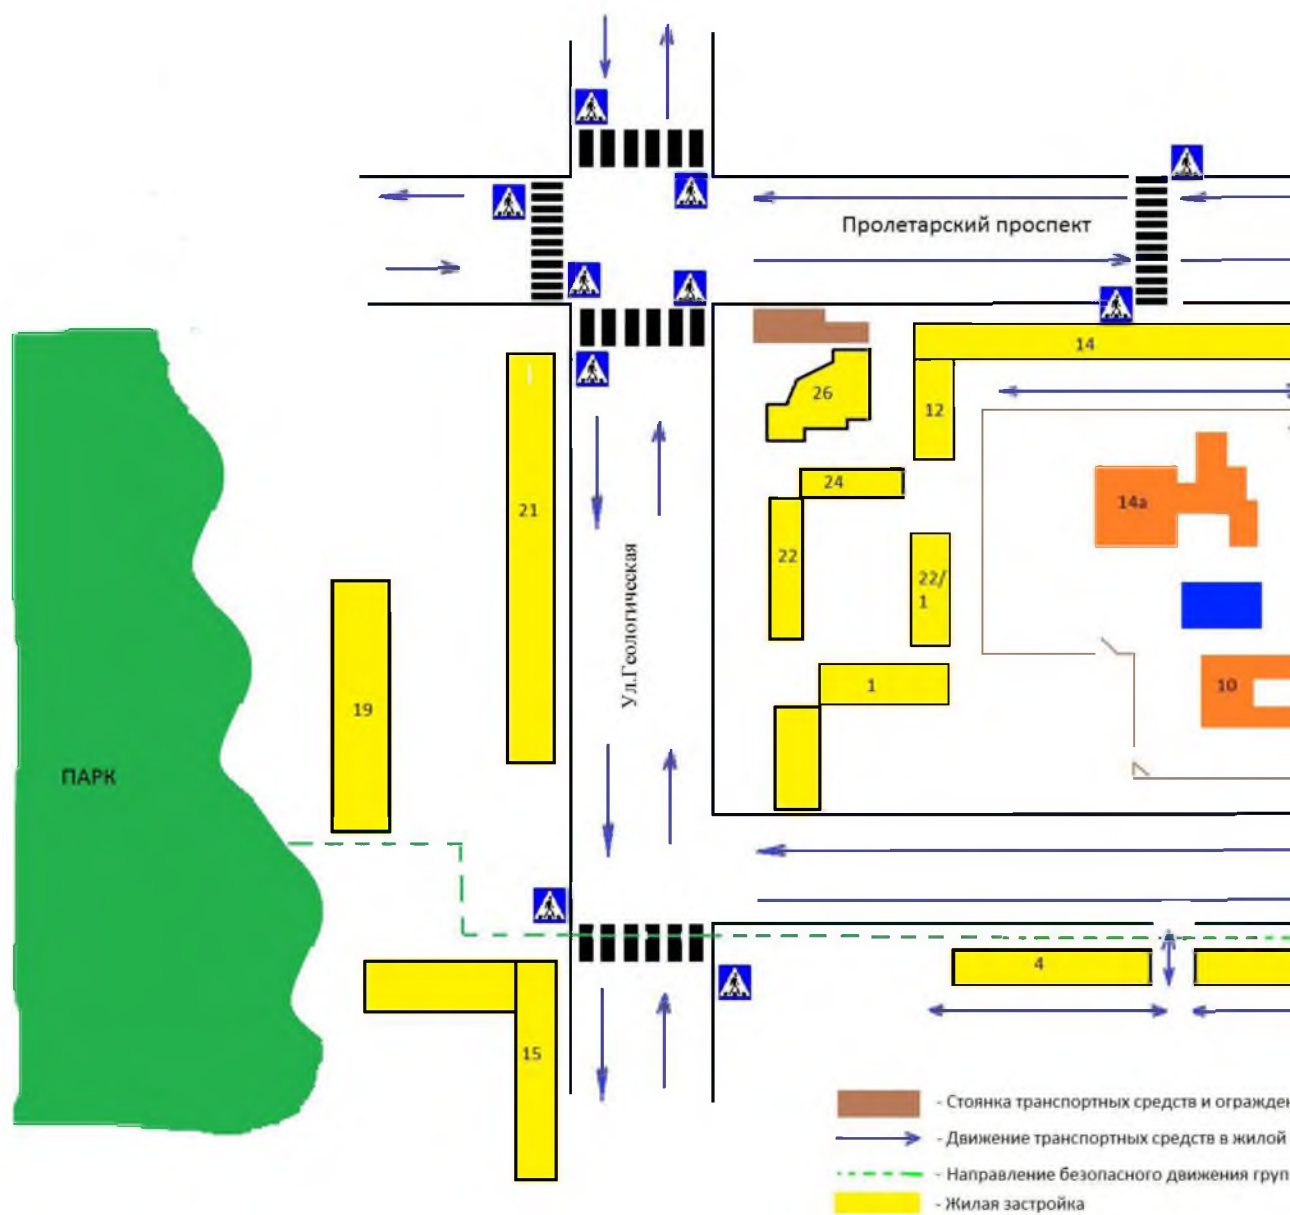 Пролетарский проспект
14
26
12
24
14а
21
22
22/
1
Ул.Геологическая
1
10
19
ПАРК
4
15
- Стоянка транспортных средств и огражден
- Движение транспортных средств в жилой
- Направление безопасного движения груп
- Жилая застройка